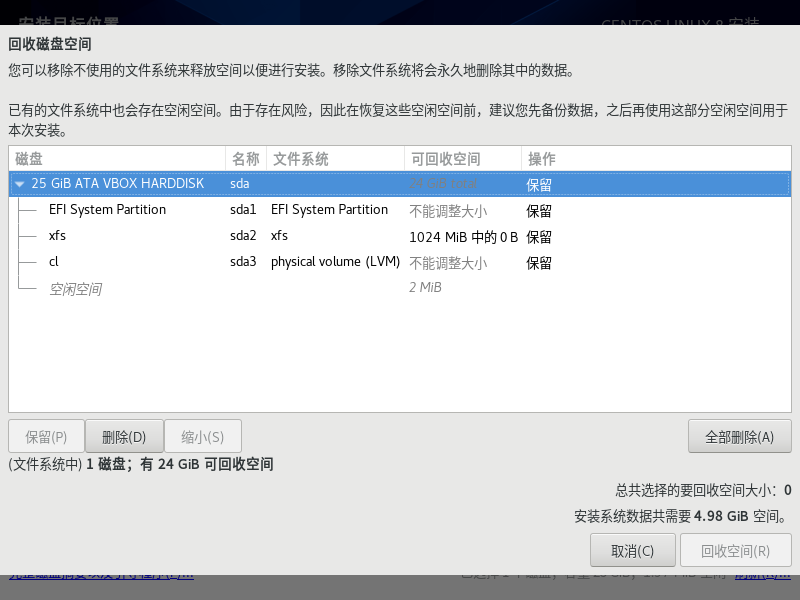 安装目标位置
CENTOS LINUX 8 安装
回收磁盘空间
您可以移除不使用的文件系统来释放空间以便进行安装。移除文件系统将会永久地删除其中的数据。
已有的文件系统中也会存在空闲空间。由于存在风险，因此在恢复这些空闲空间前，建议您先备份数据，之后再使用这部分空闲空间用于
本次安装。
磁盘 名称 文件系统 可回收空间 操作
25 GiB ATA VBOX HARDDISK sda 保留
EFI System Partition sda1 EFI System Partition 不能调整大小 保留
xfs sda2 xfs 1024 MiB 中的 0 B 保留
cl sda3 physical volume (LVM) 不能调整大小 保留
空闲空间 2 MiB
保留(P) 删除(D) 缩小(S) 全部删除(A)
(文件系统中) 1 磁盘；有 24 GiB 可回收空间
总共选择的要回收空间大小：0
安装系统数据共需要 4.98 GiB 空间。
取消(C) 回收空间(R)